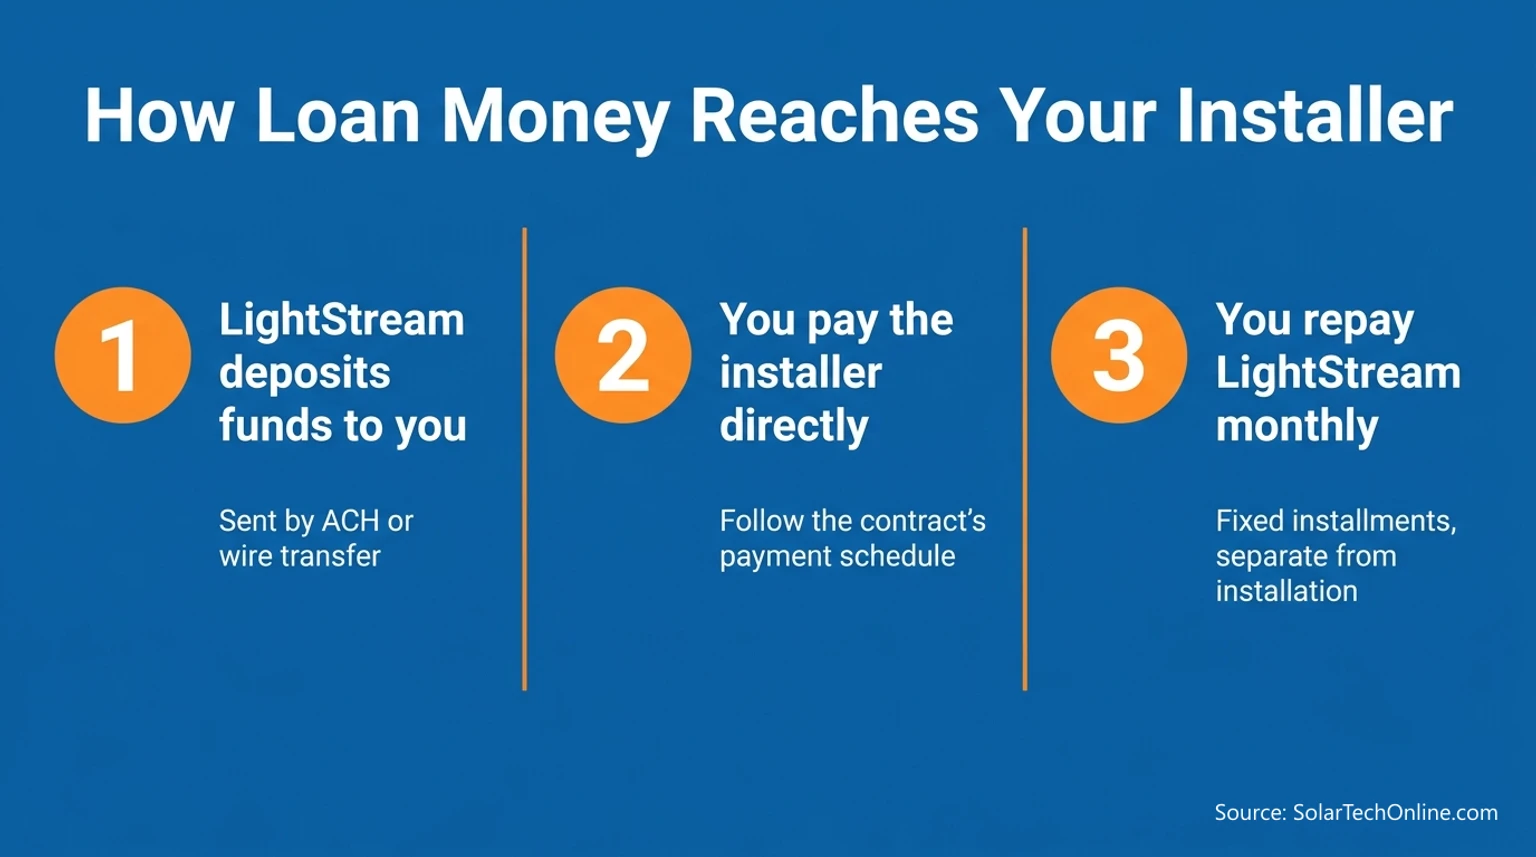 How Loan Money Reaches Your Installer
1
LightStream
deposits
funds to you
Sent by ACH or
wire transfer
2
You pay the
installer
directly
Follow the contract’s
payment schedule
3
You repay
LightStream
monthly
Fixed installments,
separate from
installation
Source: SolarTechOnline.com